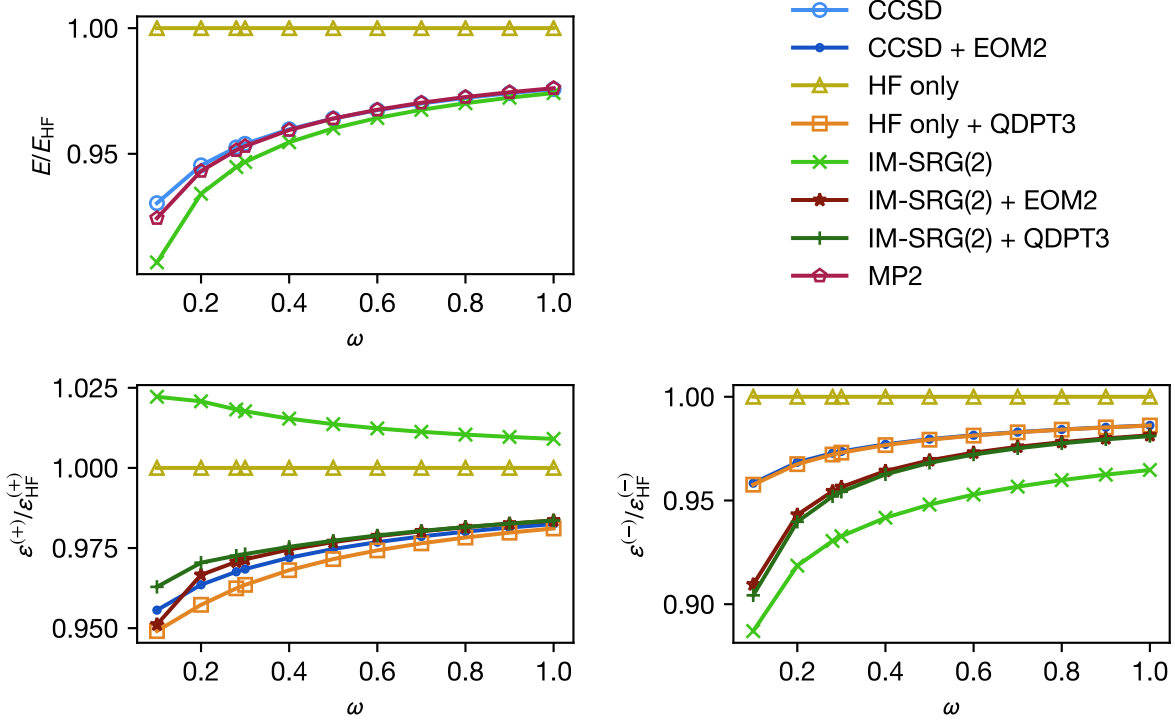 1.00
0.95
E/E_HF
0.2 0.4 0.6 0.8 1.0
ω
CCSD
CCSD + EOM2
HF only
HF only + QDPT3
IM-SRG(2)
IM-SRG(2) + EOM2
IM-SRG(2) + QDPT3
MP2
1.025
1.000
0.975
0.950
ε^(+)/ε_HF^(+)
0.2 0.4 0.6 0.8 1.0
ω
1.00
0.95
0.90
ε^(−)/ε_HF^(−)
0.2 0.4 0.6 0.8 1.0
ω